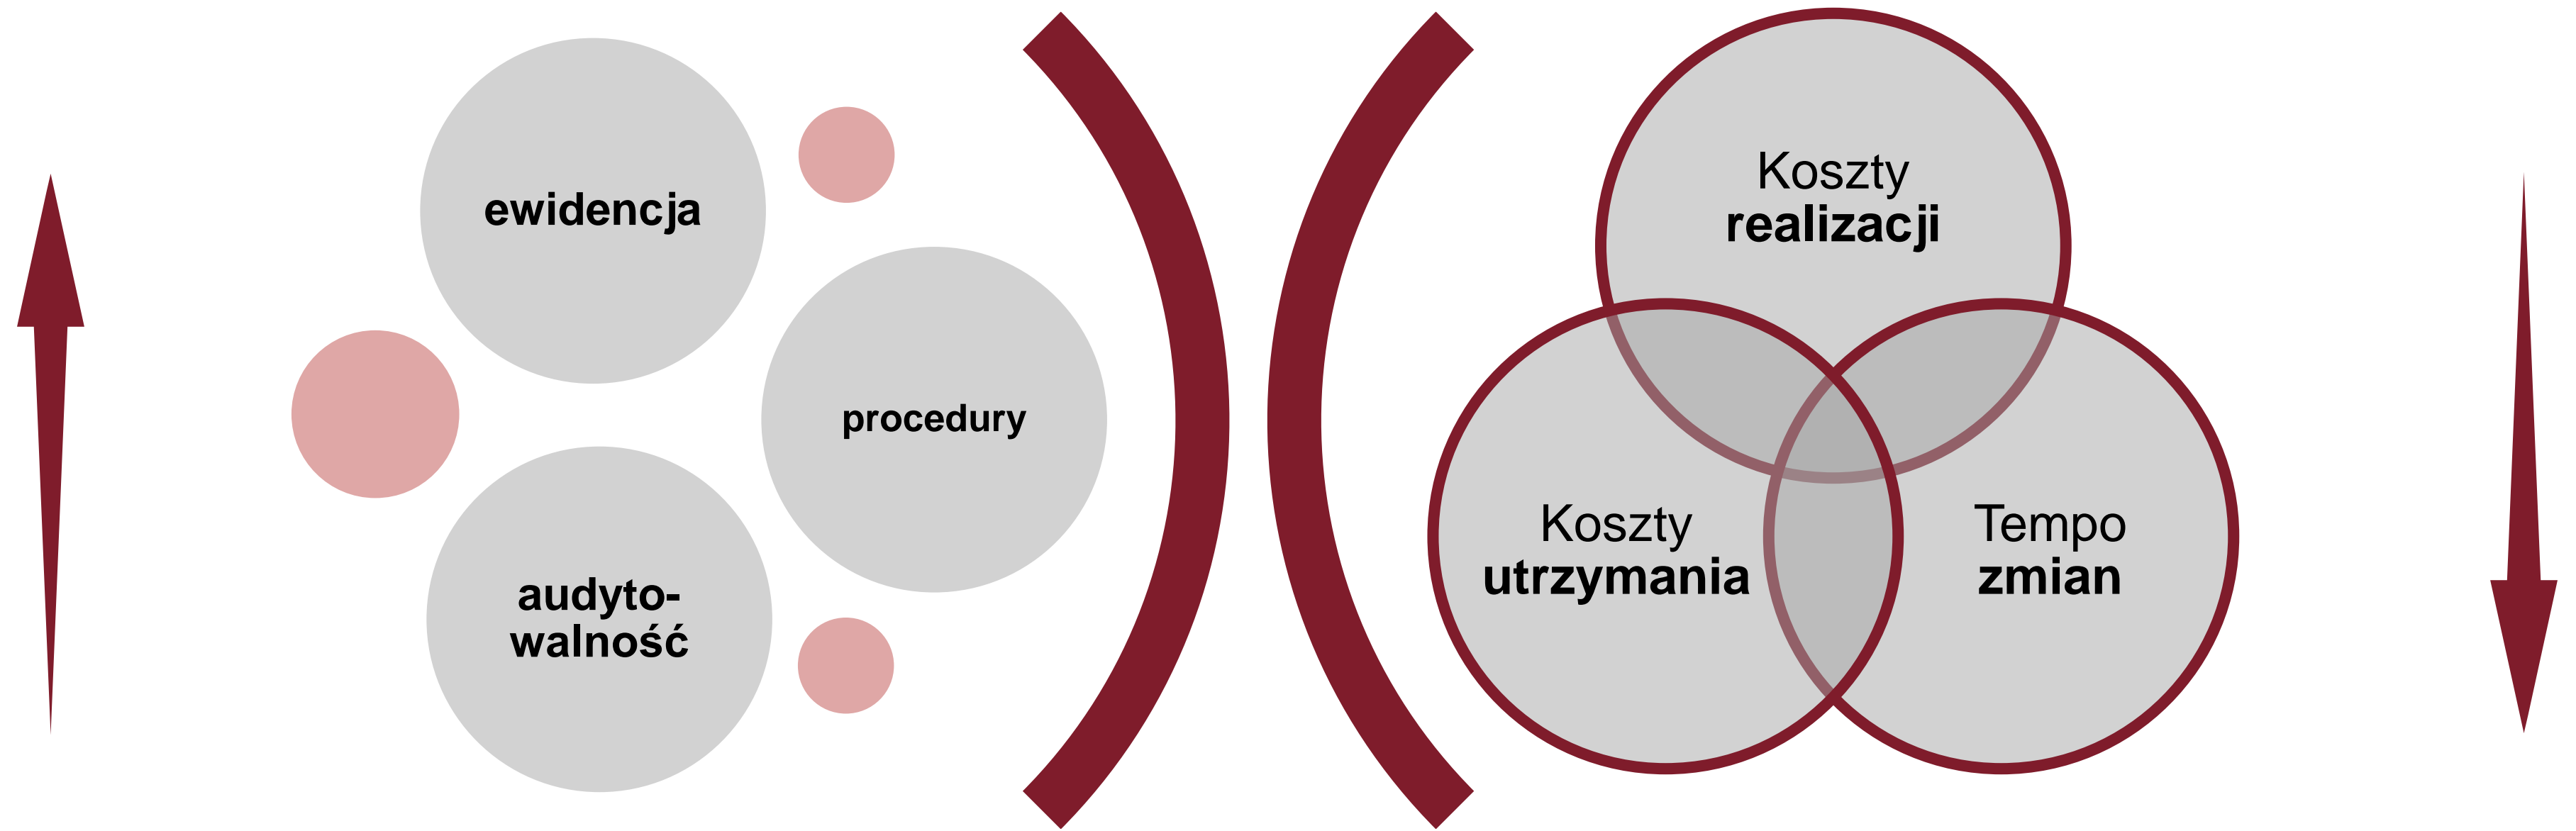 ewidencja
procedury
audyto-
walność
Koszty
realizacji
Koszty
utrzymania
Tempo
zmian